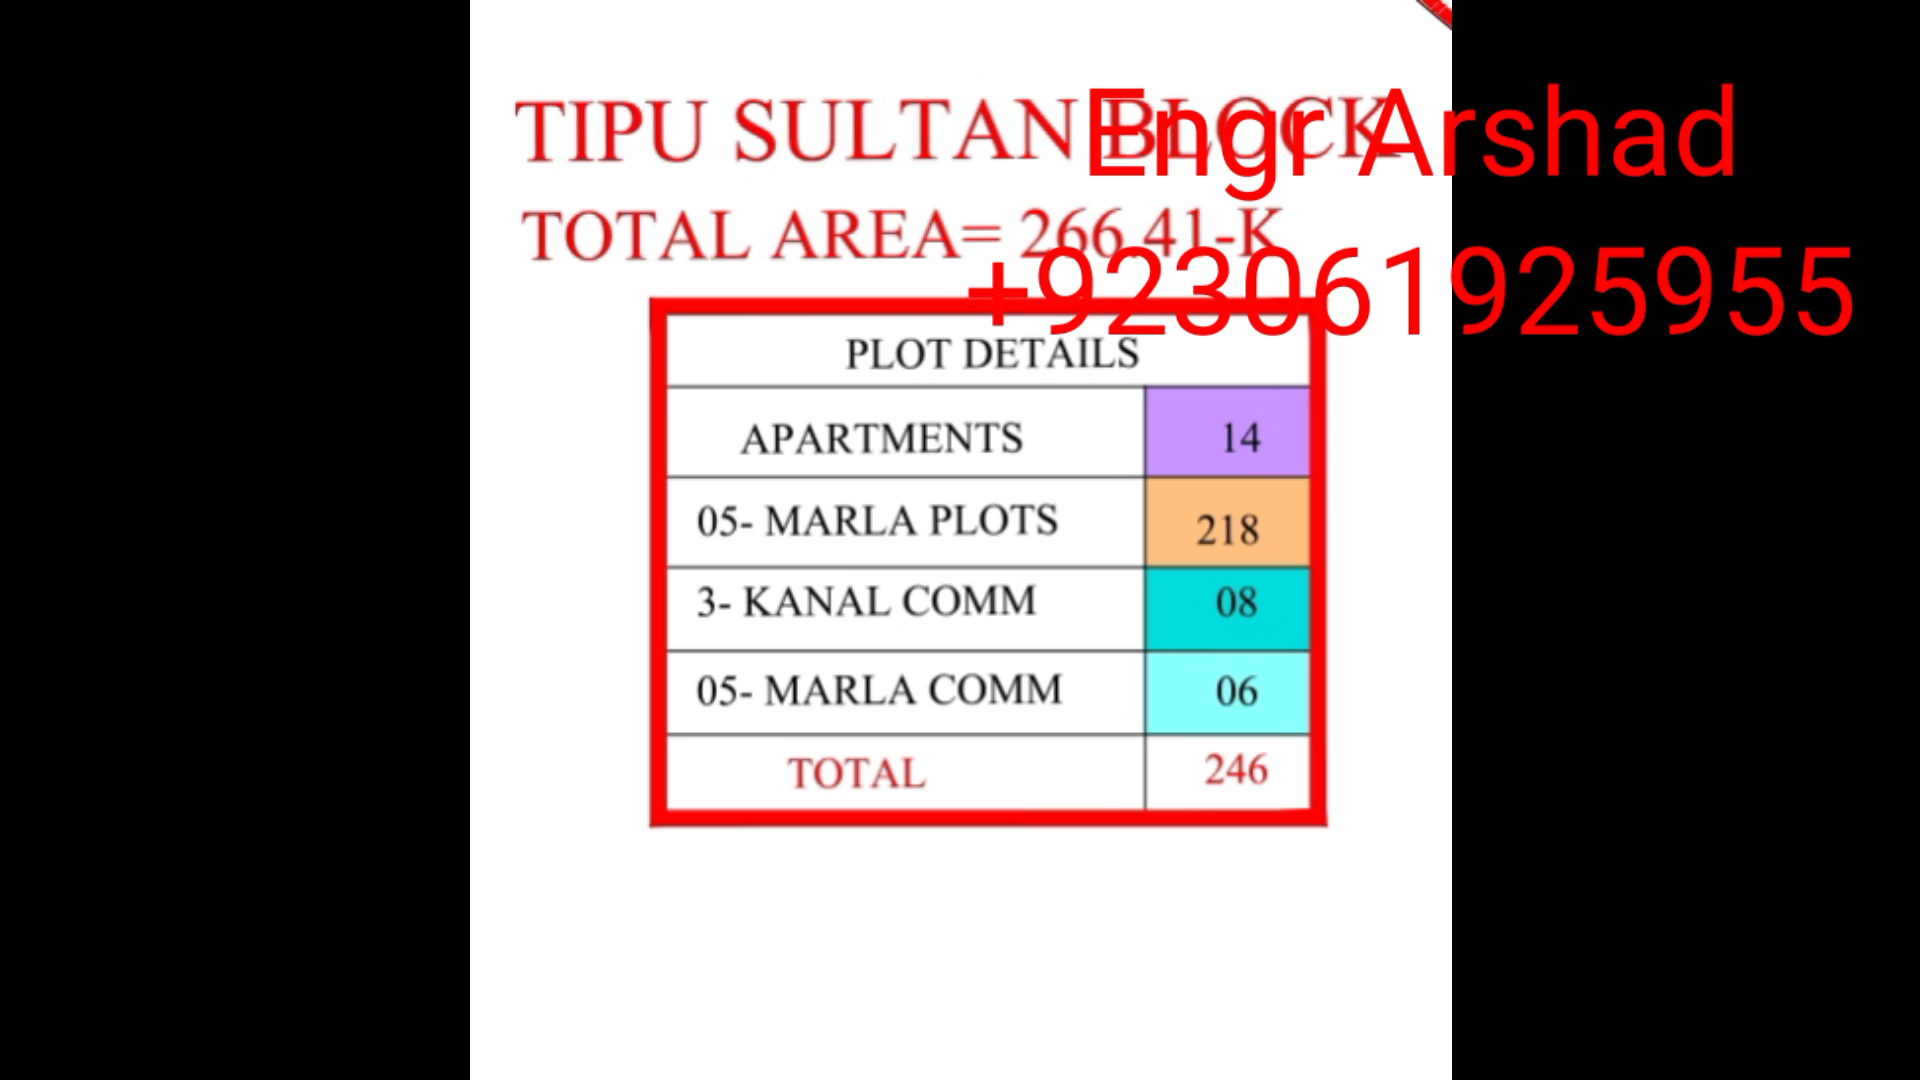 TIPU SULTAN BLOCK
Engr Arshad
TOTAL AREA= 266.41-K
+923061925955
PLOT DETAILS
APARTMENTS 14
05- MARLA PLOTS 218
3- KANAL COMM 08
05- MARLA COMM 06
TOTAL 246